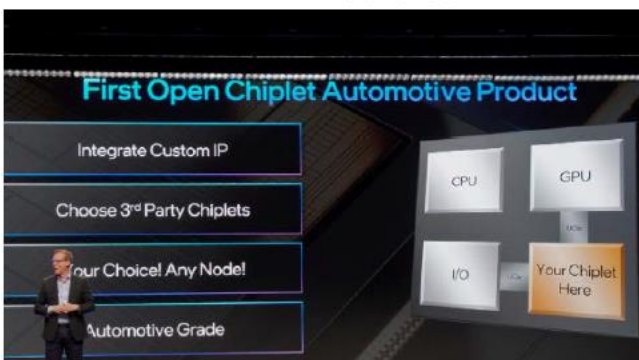 First Open Chiplet Automotive Product
Integrate Custom IP
Choose 3rd Party Chiplets
Your Choice! Any Node!
Automotive Grade
CPU
GPU
I/O
Your Chiplet
Here